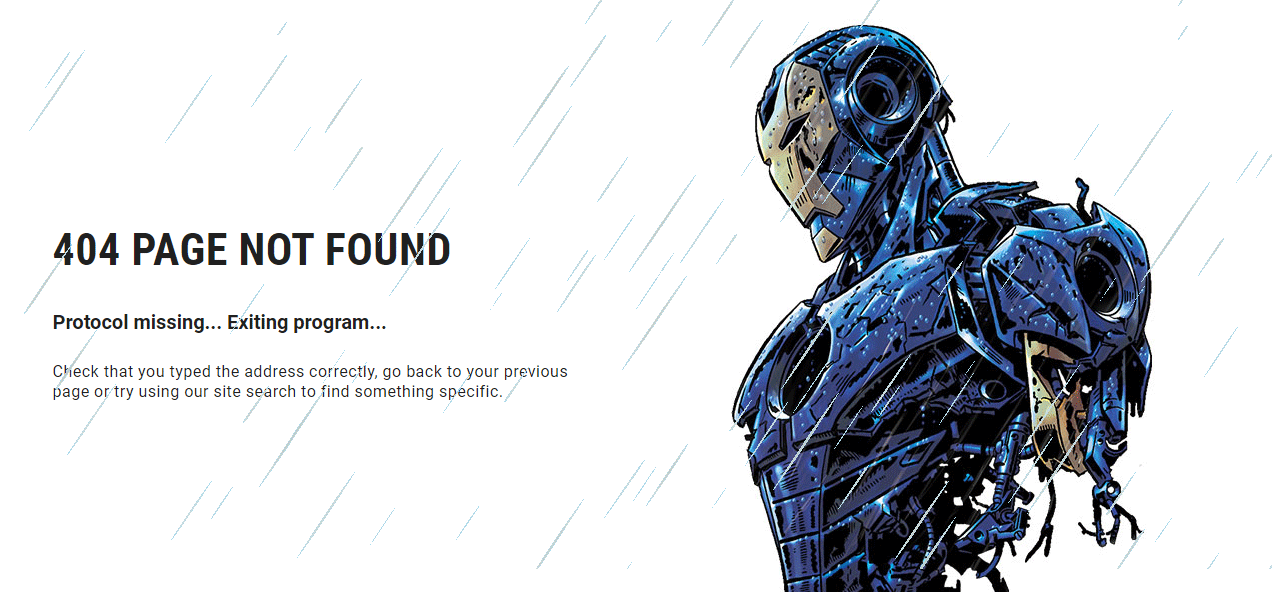 404 PAGE NOT FOUND
Protocol missing... Exiting program...
Check that you typed the address correctly, go back to your previous
page or try using our site search to find something specific.